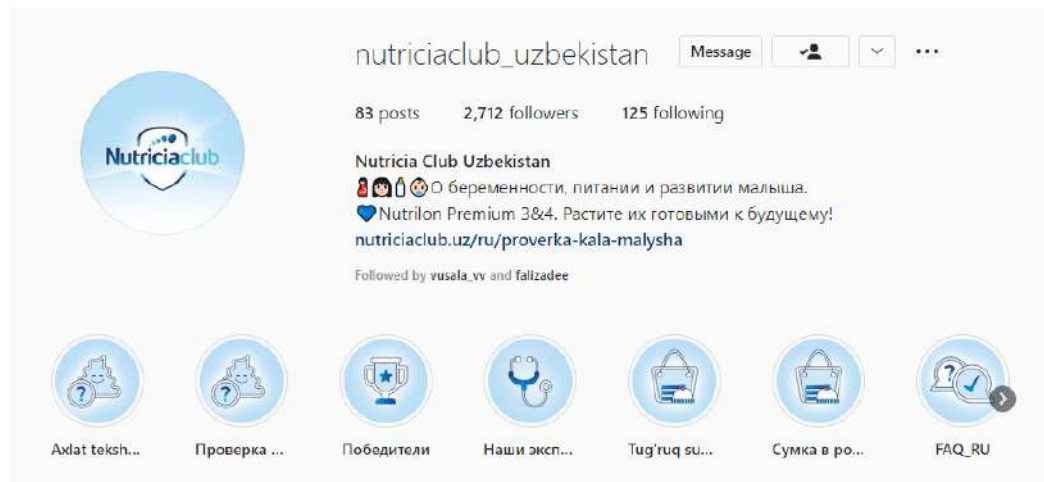 nutriciaclub_uzbekistan Message
83 posts 2,712 followers 125 following
Nutriciaclub
Nutricia Club Uzbekistan
О беременности, питании и развитии малыша.
💙Nutrilon Premium 3&4. Растите их готовыми к будущему!
nutriciaclub.uz/ru/proverka-kala-malysha
Followed by vusala_vv and falizadee
Axlat teksh... Проверка ... Победители Наши эксп... Tug'ruq su... Сумка в ро... FAQ_RU